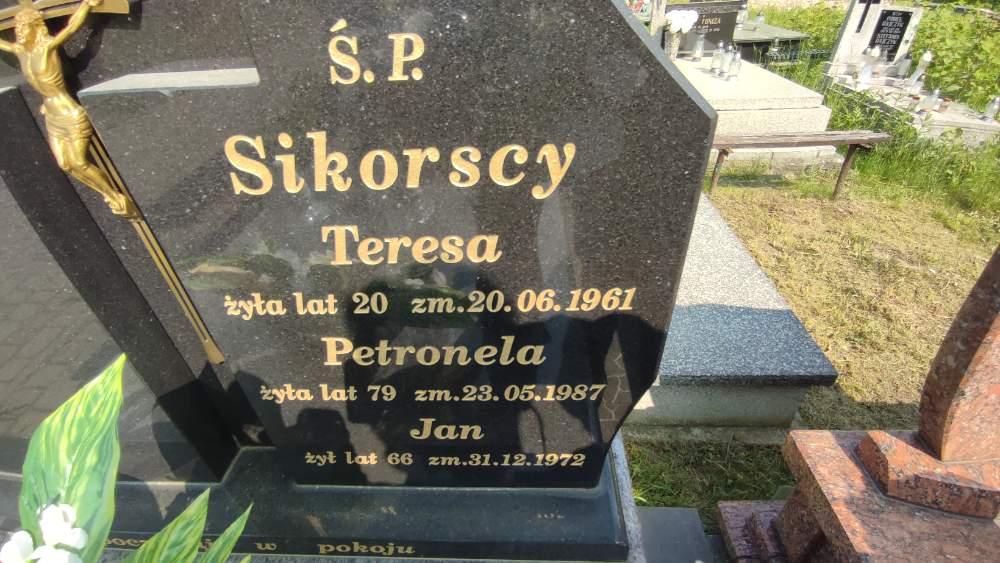 Ś. P.
Sikorscy
Teresa
żyła lat 20 zm. 20. 06. 1961
Petronela
żyła lat 79 zm. 23. 05. 1987
Jan
żył lat 66 zm. 31. 12. 1972
w pokoju